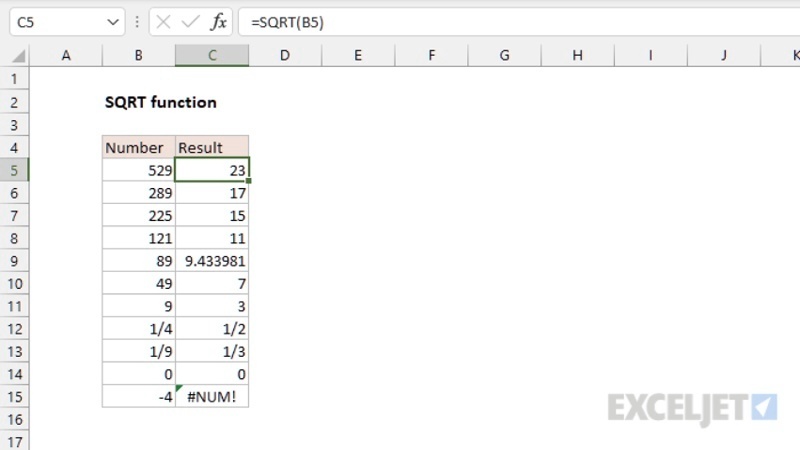 C5 fx =SQRT(B5)
A B C D E F G H I J K
1
2 SQRT function
3
4 Number Result
5 529 23
6 289 17
7 225 15
8 121 11
9 89 9.433981
10 49 7
11 9 3
12 1/4 1/2
13 1/9 1/3
14 0 0
15 -4 #NUM!
16
17
EXCELJET